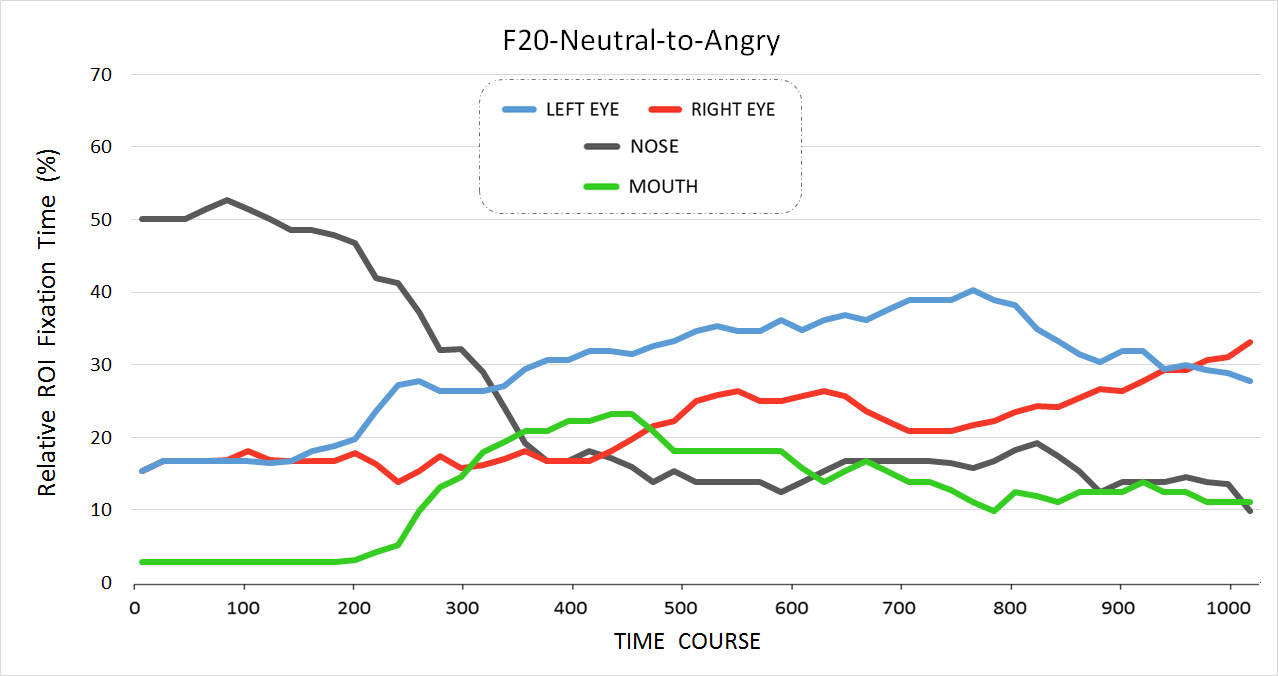 F20-Neutral-to-Angry
LEFT EYE RIGHT EYE
NOSE
MOUTH
Relative ROI Fixation Time (%)
70
60
50
40
30
20
10
0
0 100 200 300 400 500 600 700 800 900 1000
TIME COURSE